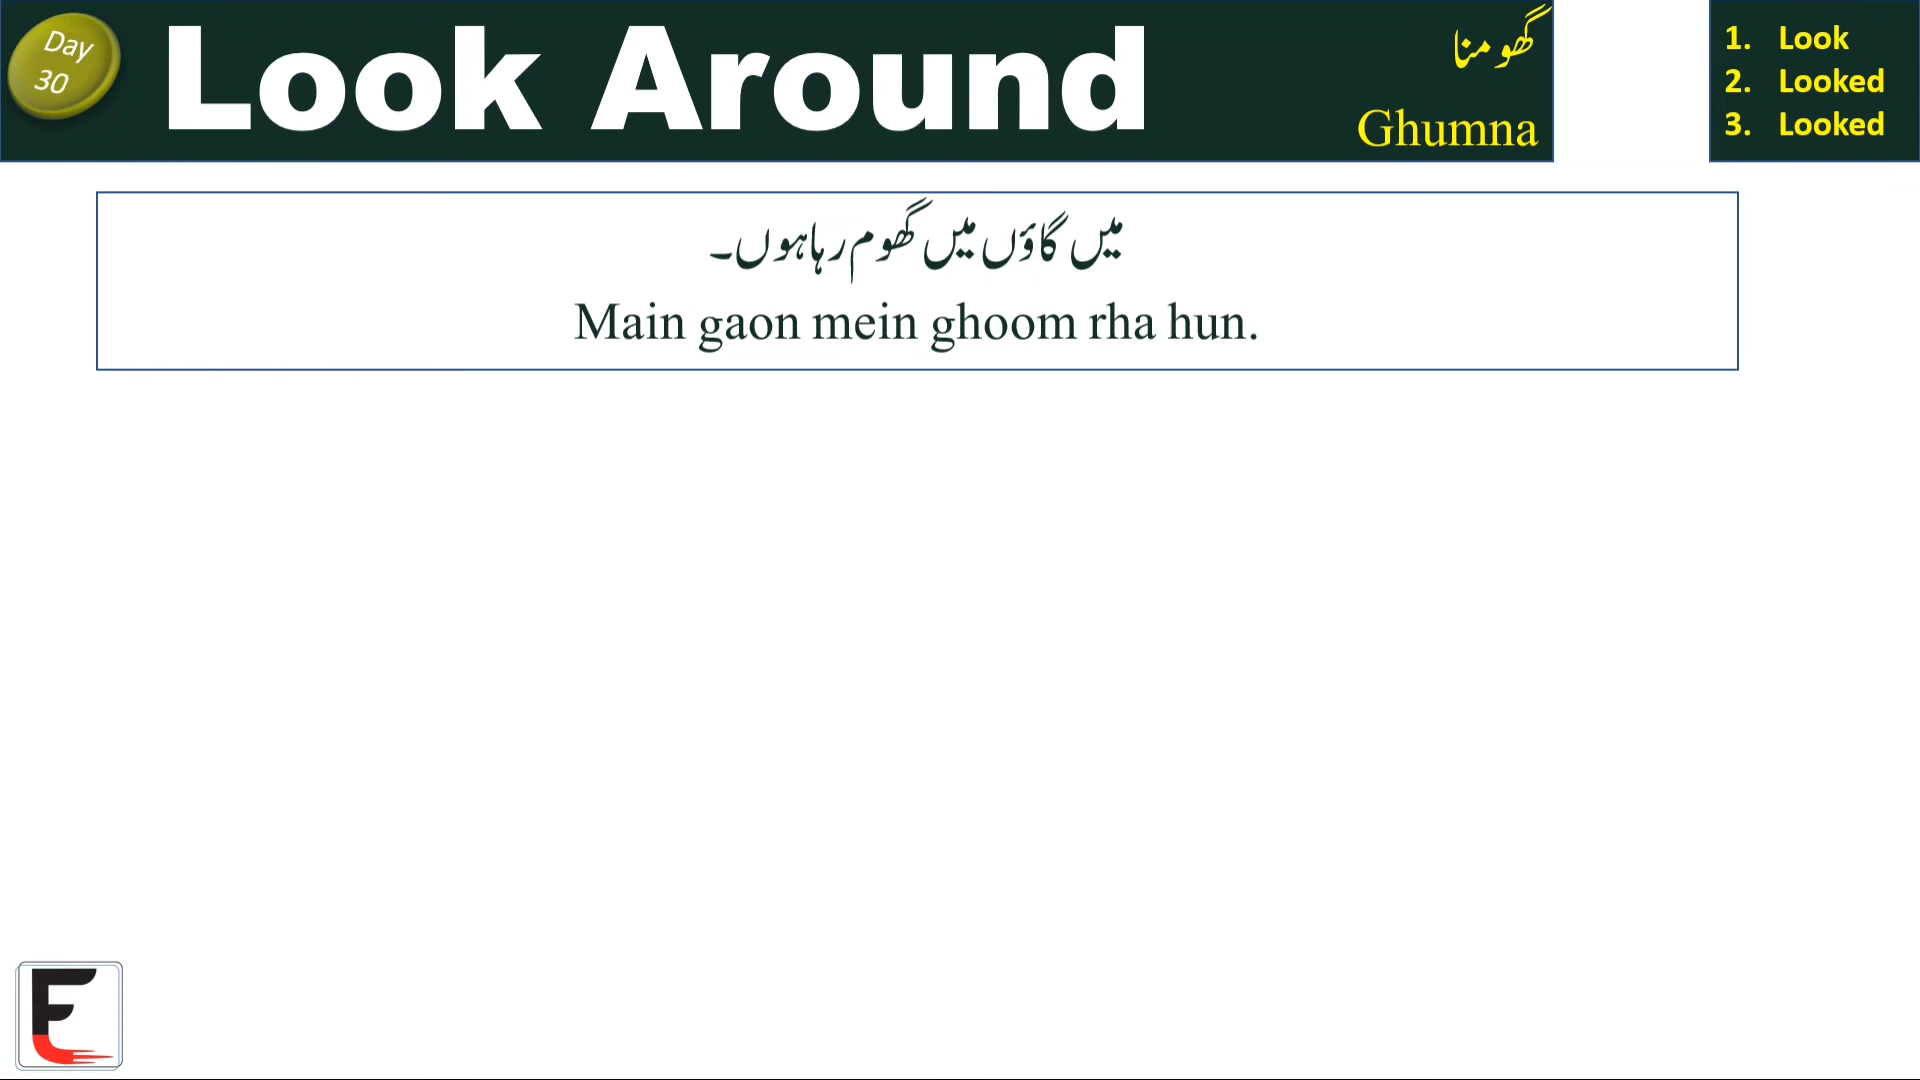 Day
30
Look Around
گھومنا
Ghumna
1. Look
2. Looked
3. Looked
میں گاؤں میں گھوم رہا ہوں۔
Main gaon mein ghoom rha hun.